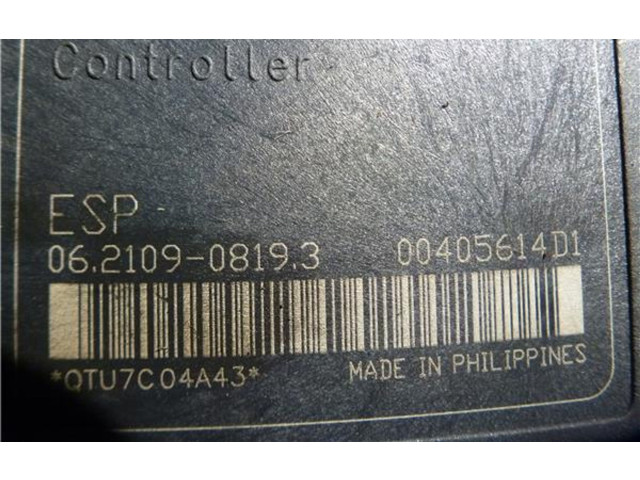 Controller
ESP
06.2109-0819.3 00405614D1
*QTU7C04A43* MADE IN PHILIPPINES